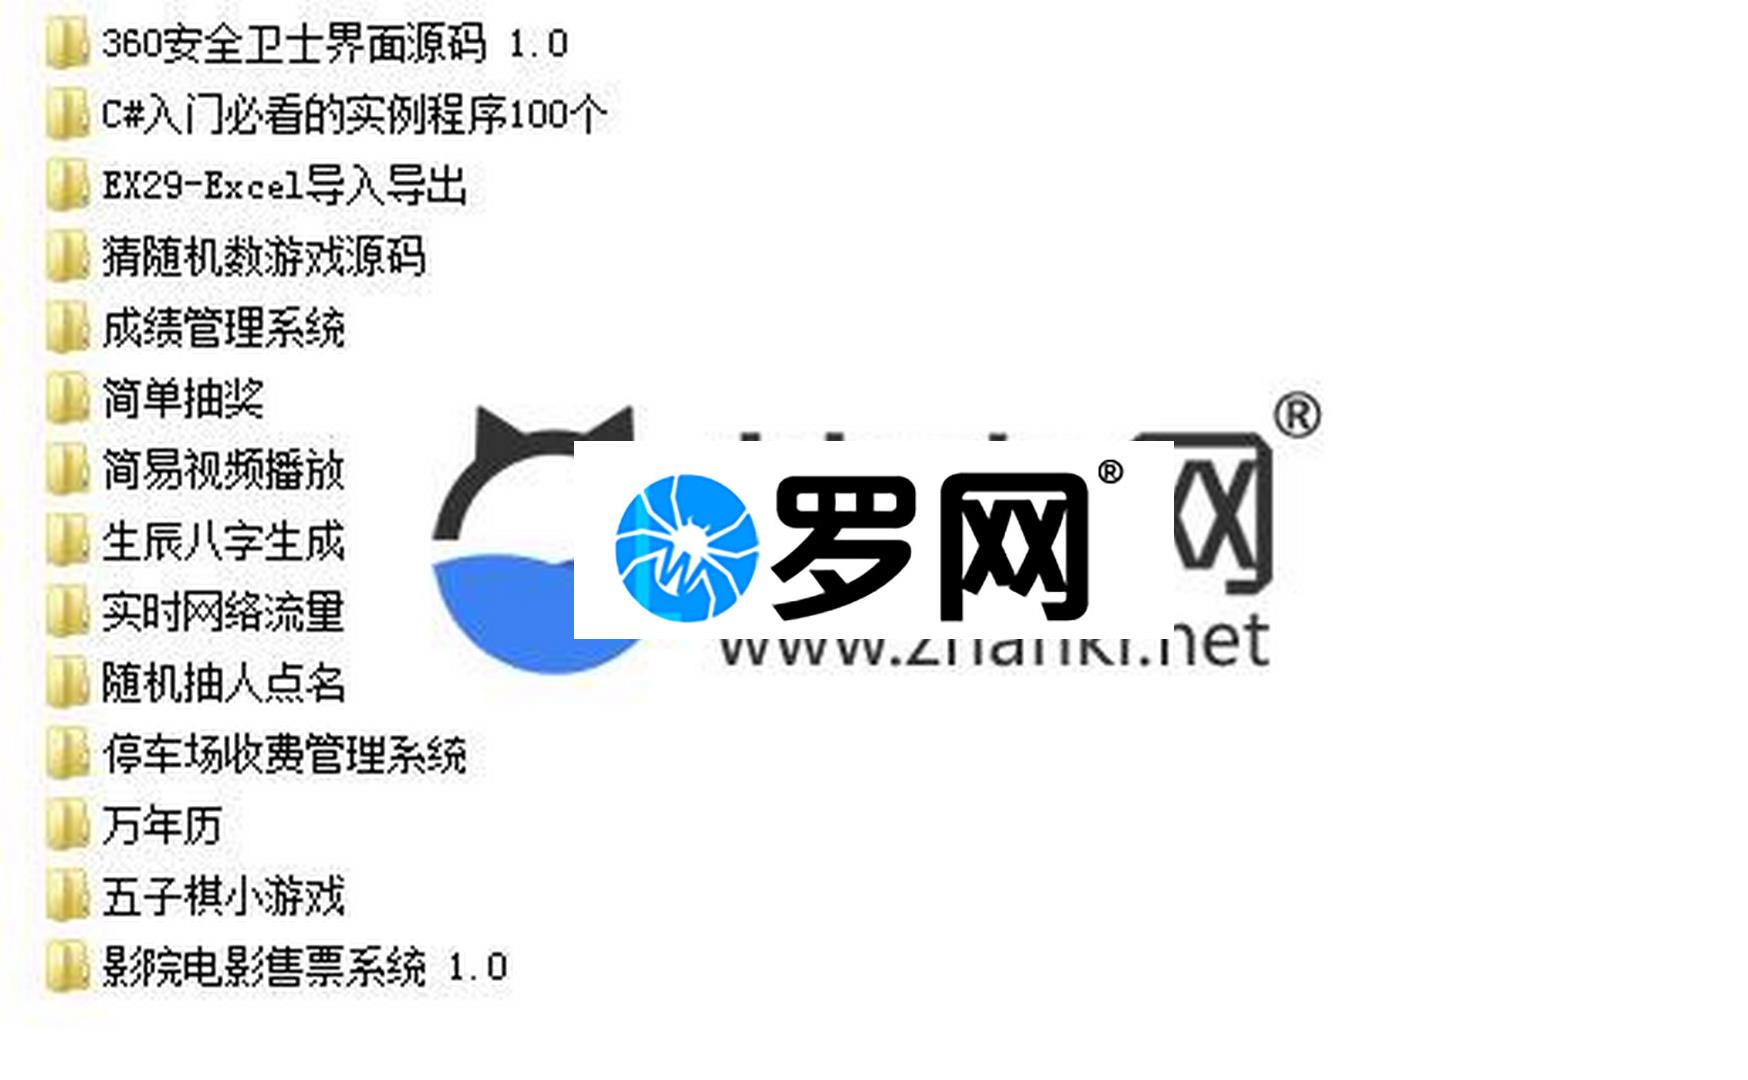 360安全卫士界面源码 1.0
C#入门必看的实例程序100个
EX29-Excel导入导出
猜随机数游戏源码
成绩管理系统
简单抽奖
简易视频播放
生辰八字生成
实时网络流量
随机抽人点名
停车场收费管理系统
万年历
五子棋小游戏
影院电影售票系统 1.0
网®
罗网®
www.zhanki.net